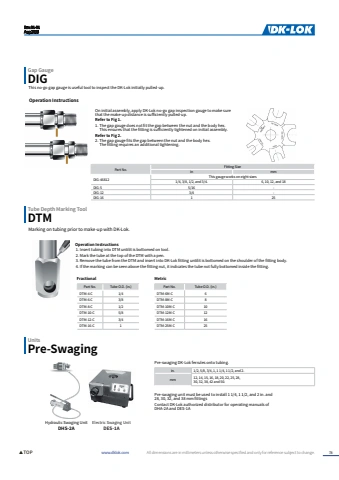 DK-LOK
Gap Gauge
DIG
This no-go gap gauge is useful tool to inspect the DK-Lok initially pulled-up.
Operation Instructions
On initial assembly, apply DK-Lok no-go gap inspection gauge to make sure
that the make-up distance is sufficiently pulled-up.
Refer to Fig 1.
1. The gap gauge does not fit the gap between the nut and the body hex.
This ensures that the fitting is sufficiently tightened on initial assembly.
Refer to Fig 2.
2. The gap gauge fits the gap between the nut and the body hex.
The fitting requires an additional tightening.
Part No. Fitting Size
in mm
This gauge works on eight sizes
1/4, 3/8, 1/2, and 3/4 6, 10, 12, and 18
DIG-5 5/16 -
DIG-10 5/8 -
DIG-16 1 25
Tube Depth Marking Tool
DTM
Marking on tubing prior to make-up with DK-Lok.
Operation Instructions
1. Insert tubing into DTM until it is bottomed on tool.
2. Mark the tube at the top of the DTM with a pen.
3. Remove the tube from the DTM and insert into DK-Lok fitting until it is bottomed on the shoulder of the fitting body.
4. If the marking can be seen above the fitting nut, it indicates the tube not fully bottomed inside the fitting.
Fractional Metric
Part No. Tube O.D. (in) Part No. Tube O.D. (in)
DTM-4-C 1/4 DTM-6M-C 6
DTM-6-C 3/8 DTM-8M-C 8
DTM-8-C 1/2 DTM-10M-C 10
DTM-10-C 5/8 DTM-12M-C 12
DTM-12-C 3/4 DTM-18M-C 18
DTM-16-C 1 DTM-25M-C 25
Units
Pre-Swaging
Pre-swaging DK-Lok ferrules onto tubing.
in 1/2, 5/8, 3/4, 1, 1 1/4, 1 1/2, and 2
mm 12, 14, 15, 16, 18, 20, 22, 25, 28,
30, 32, 38, 42 and 50.
Pre-swaging unit must be used to install 1 1/4, 1 1/2, and 2 in. and
28, 30, 32, and 38 mm fittings
Contact DK-Lok authorized distributor for operating manuals of
DHA-2A and DES-1A
Hydraulic Swaging Unit Electric Swaging Unit
DHS-2A DES-1A
▲TOP www.dklok.com All dimensions are in millimeters unless otherwise specified and only for reference subject to change